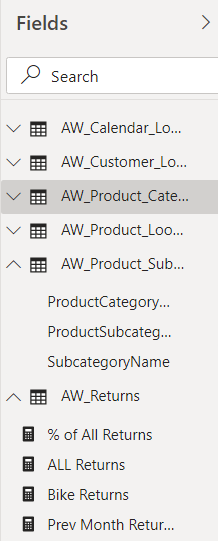 Fields
Search
AW_Calendar_Lo...
AW_Customer_Lo...
AW_Product_Cate...
AW_Product_Loo...
AW_Product_Sub...
ProductCategory...
ProductSubcateg...
SubcategoryName
AW_Returns
% of All Returns
ALL Returns
Bike Returns
Prev Month Retur...